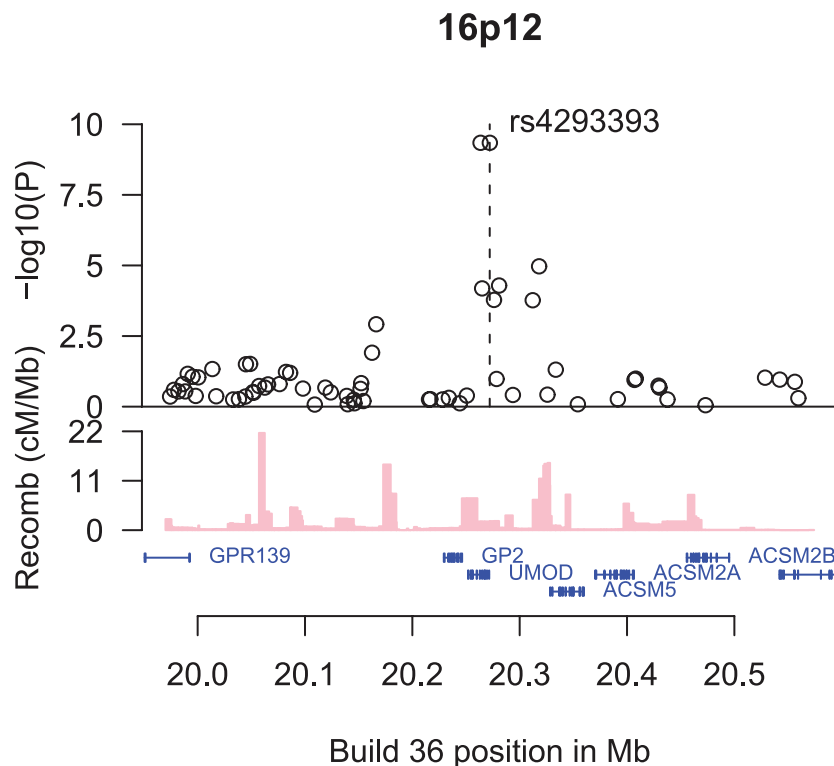 16p12
rs4293393
−log10(P)
10
7.5
5
2.5
0
Recomb (cM/Mb)
22
11
0
GPR139 GP2 ACSM2B
UMOD ACSM2A
ACSM5
20.0 20.1 20.2 20.3 20.4 20.5
Build 36 position in Mb